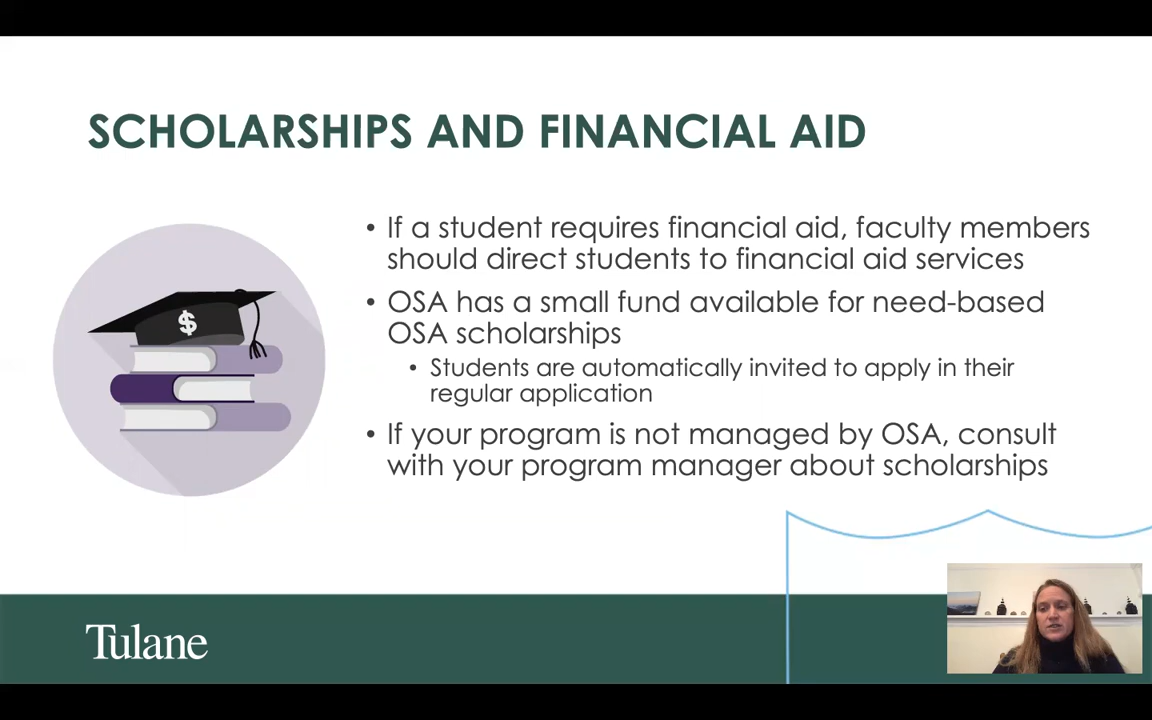 SCHOLARSHIPS AND FINANCIAL AID
• If a student requires financial aid, faculty members
should direct students to financial aid services
• OSA has a small fund available for need-based
OSA scholarships
• Students are automatically invited to apply in their
regular application
• If your program is not managed by OSA, consult
with your program manager about scholarships
$
Tulane